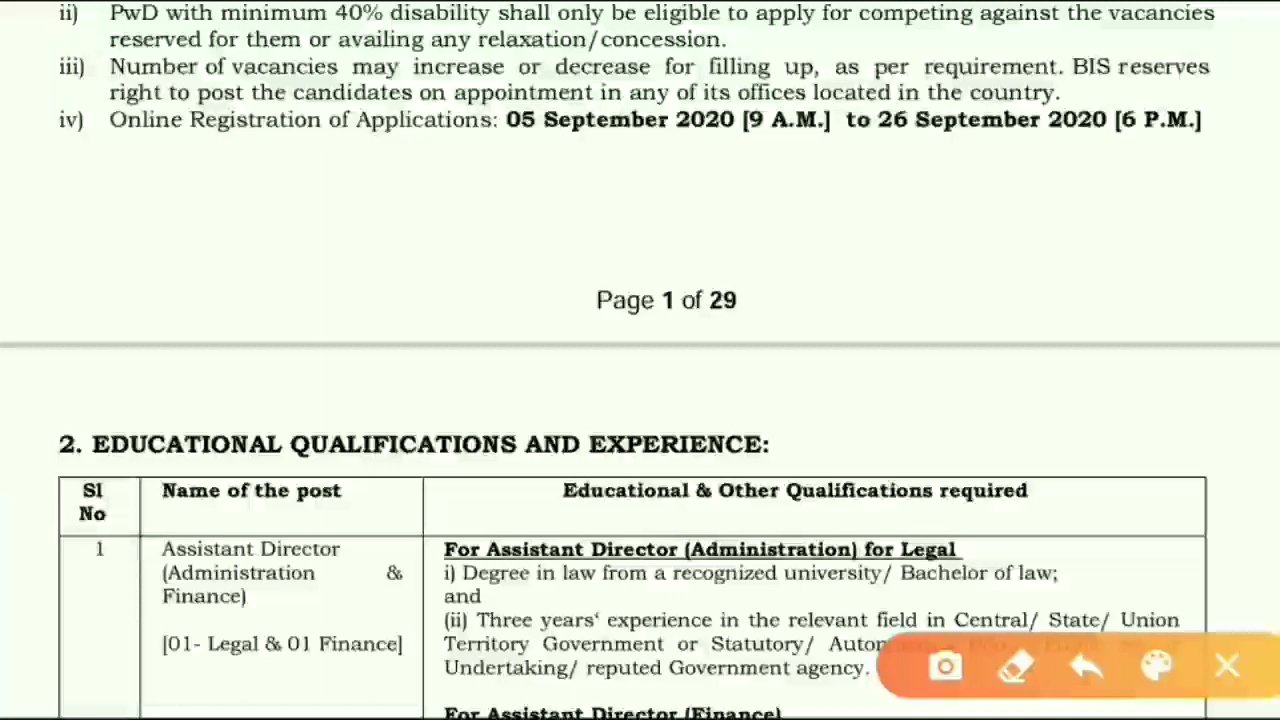 ii) PwD with minimum 40% disability shall only be eligible to apply for competing against the vacancies
reserved for them or availing any relaxation/concession.
iii) Number of vacancies may increase or decrease for filling up, as per requirement. BIS reserves
right to post the candidates on appointment in any of its offices located in the country.
iv) Online Registration of Applications: 05 September 2020 [9 A.M.] to 26 September 2020 [6 P.M.]
Page 1 of 29
2. EDUCATIONAL QUALIFICATIONS AND EXPERIENCE:
Sl No
Name of the post
Educational & Other Qualifications required
1
Assistant Director
(Administration &
Finance)
[01- Legal & 01 Finance]
For Assistant Director (Administration) for Legal
i) Degree in law from a recognized university/ Bachelor of law;
and
(ii) Three years‘ experience in the relevant field in Central/ State/ Union
Territory Government or Statutory/
Undertaking/ reputed Government agency.
For Assistant Director (Finance)